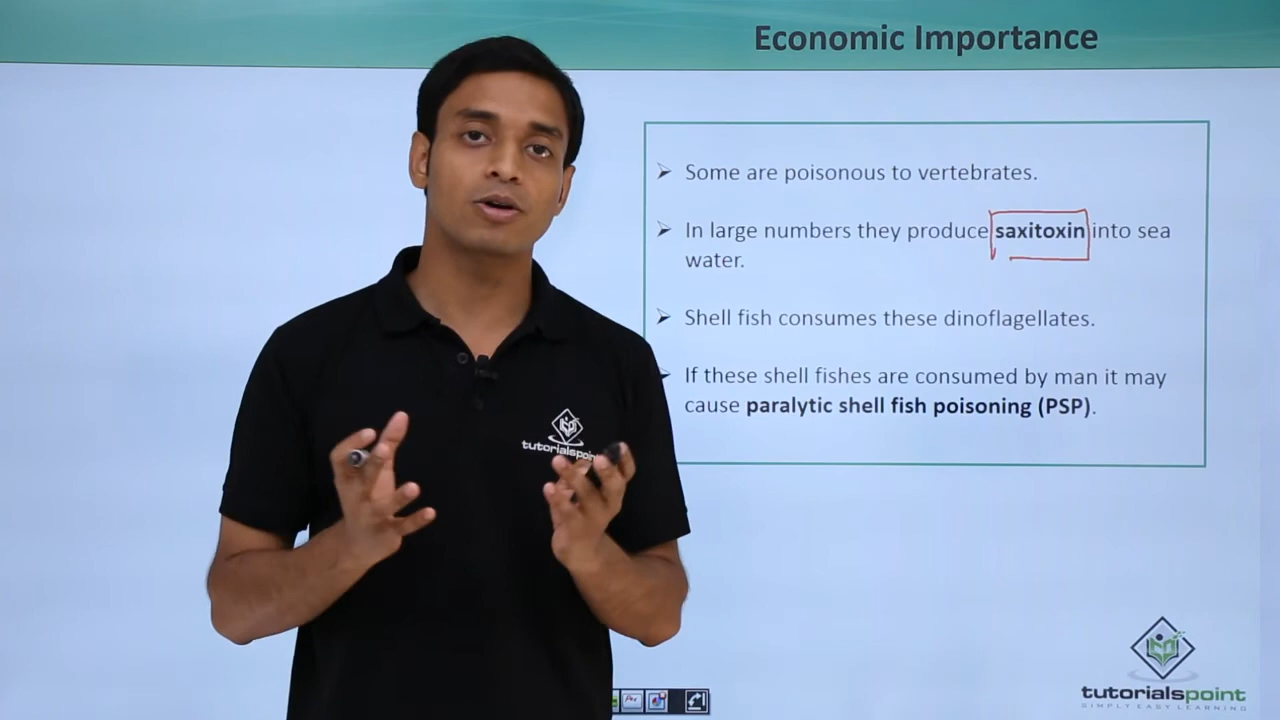 Economic Importance
➢ Some are poisonous to vertebrates.
➢ In large numbers they produce saxitoxin into sea
water.
➢ Shell fish consumes these dinoflagellates.
➢ If these shell fishes are consumed by man it may
cause paralytic shell fish poisoning (PSP).
tutorialspoint
tutorialspoint
SIMPLY EASY LEARNING